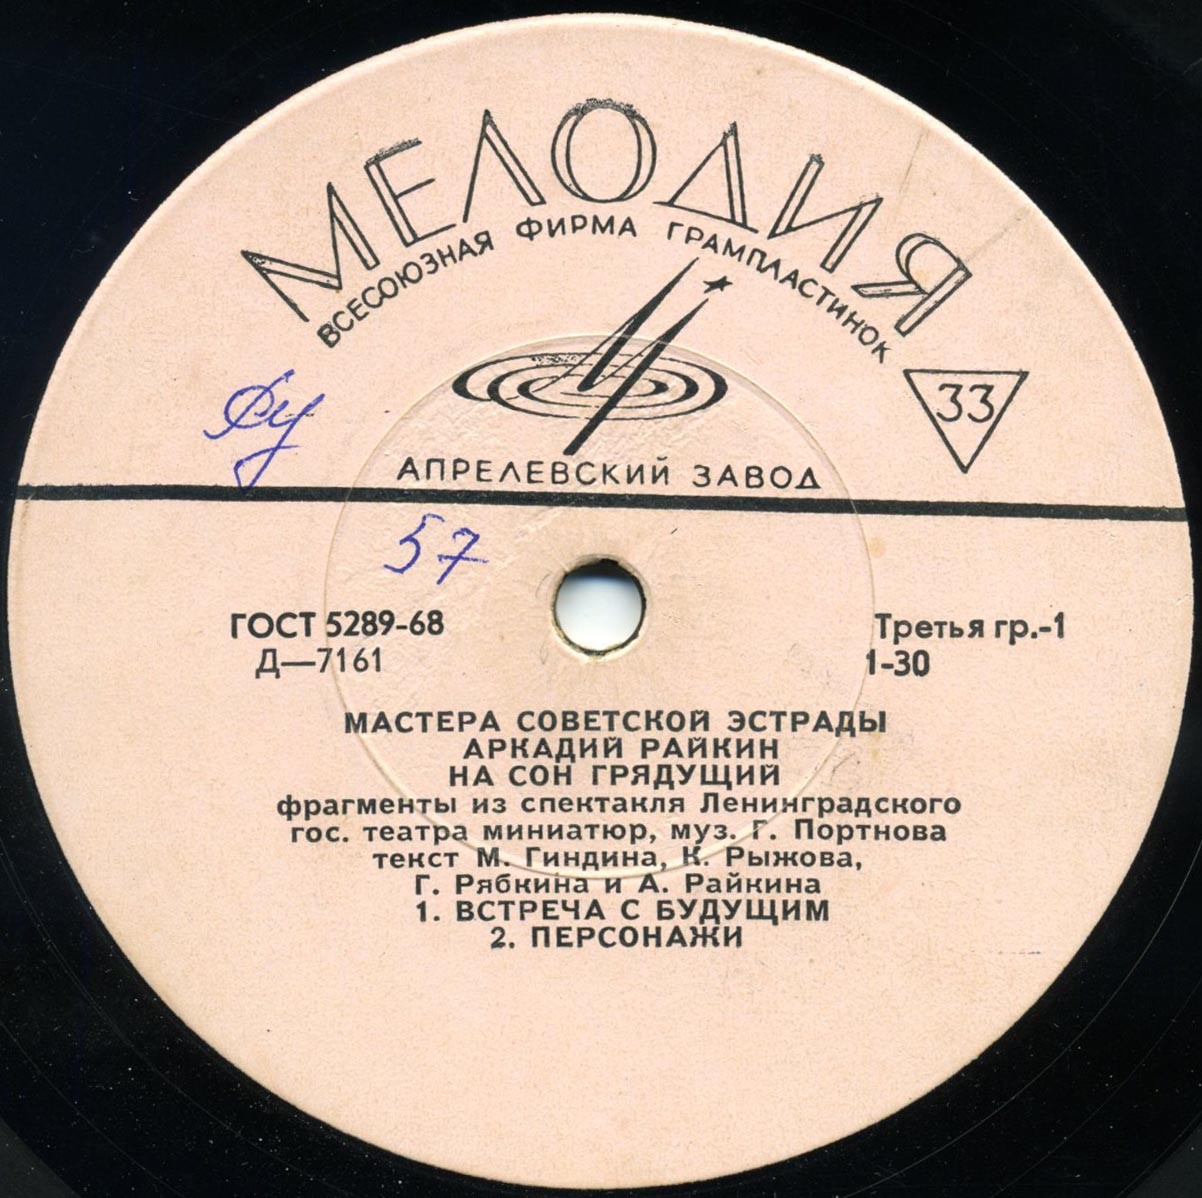 МЕЛОДИЯ
ВСЕСОЮЗНАЯ ФИРМА ГРАМПЛАСТИНОК
33
АПРЕЛЕВСКИЙ ЗАВОД
57
ГОСТ 5289-68
Третья гр.-1
Д—7161
1-30
МАСТЕРА СОВЕТСКОЙ ЭСТРАДЫ
АРКАДИЙ РАЙКИН
НА СОН ГРЯДУЩИЙ
фрагменты из спектакля Ленинградского
гос. театра миниатюр, муз. Г. Портнова
текст М. Гиндина, К. Рыжова,
Г. Рябкина и А. Райкина
1. ВСТРЕЧА С БУДУЩИМ
2. ПЕРСОНАЖИ